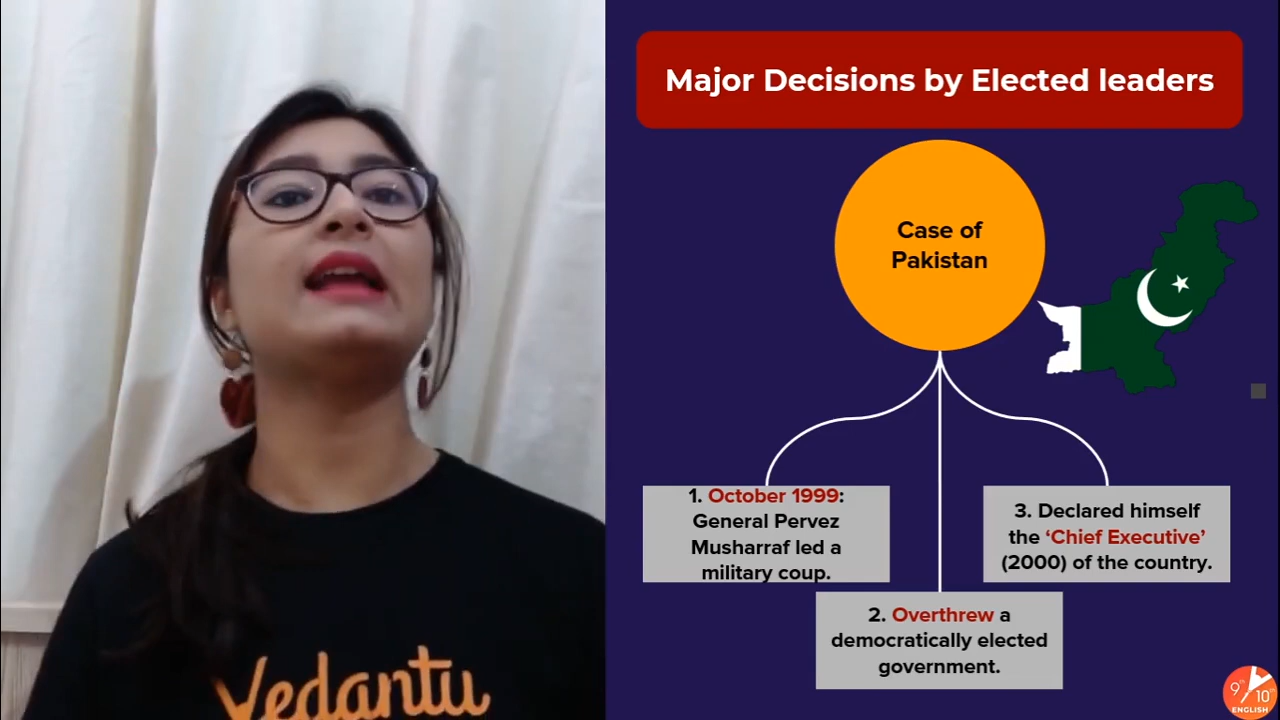 Major Decisions by Elected leaders
Case of
Pakistan
1. October 1999:
General Pervez
Musharraf led a
military coup.
2. Overthrew a
democratically elected
government.
3. Declared himself
the ‘Chief Executive’
(2000) of the country.
Vedantu
9th
10th
ENGLISH